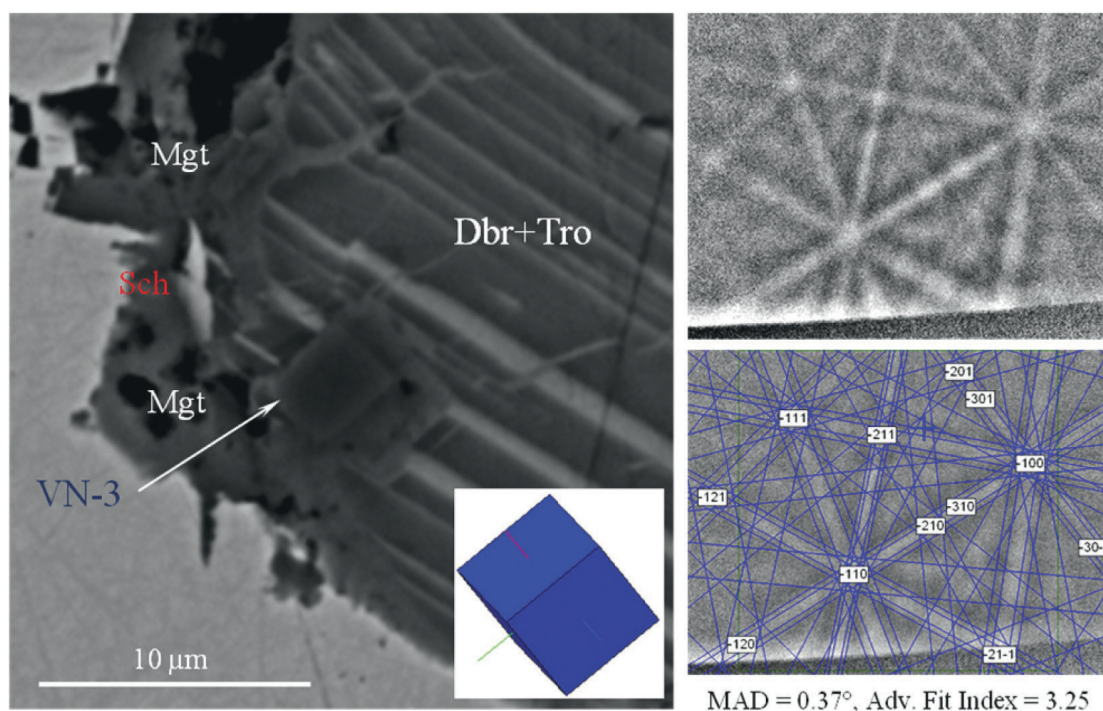 Mgt
Dbr+Tro
Sch
Mgt
VN-3
10 µm
-201
-301
-111
-211
-100
-121
-310
-210
-30-
-110
-120
-21-1
MAD = 0.37°, Adv. Fit Index = 3.25